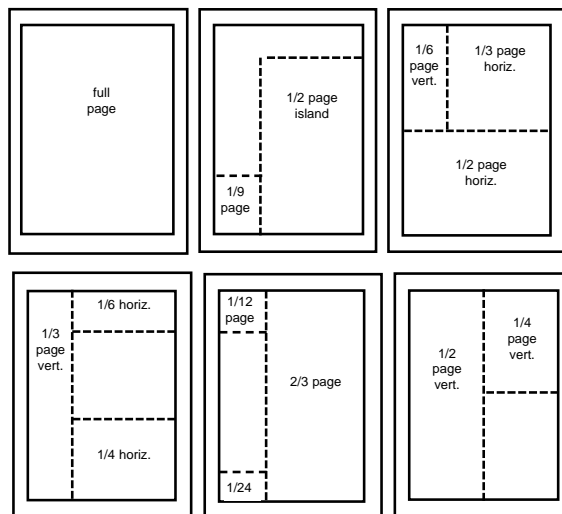 full
page
1/2 page
island
1/9
page
1/6
page
vert.
1/3 page
horiz.
1/2 page
horiz.
1/3
page
vert.
1/6 horiz.
1/4 horiz.
1/12
page
2/3 page
1/24
1/2
page
vert.
1/4
page
vert.